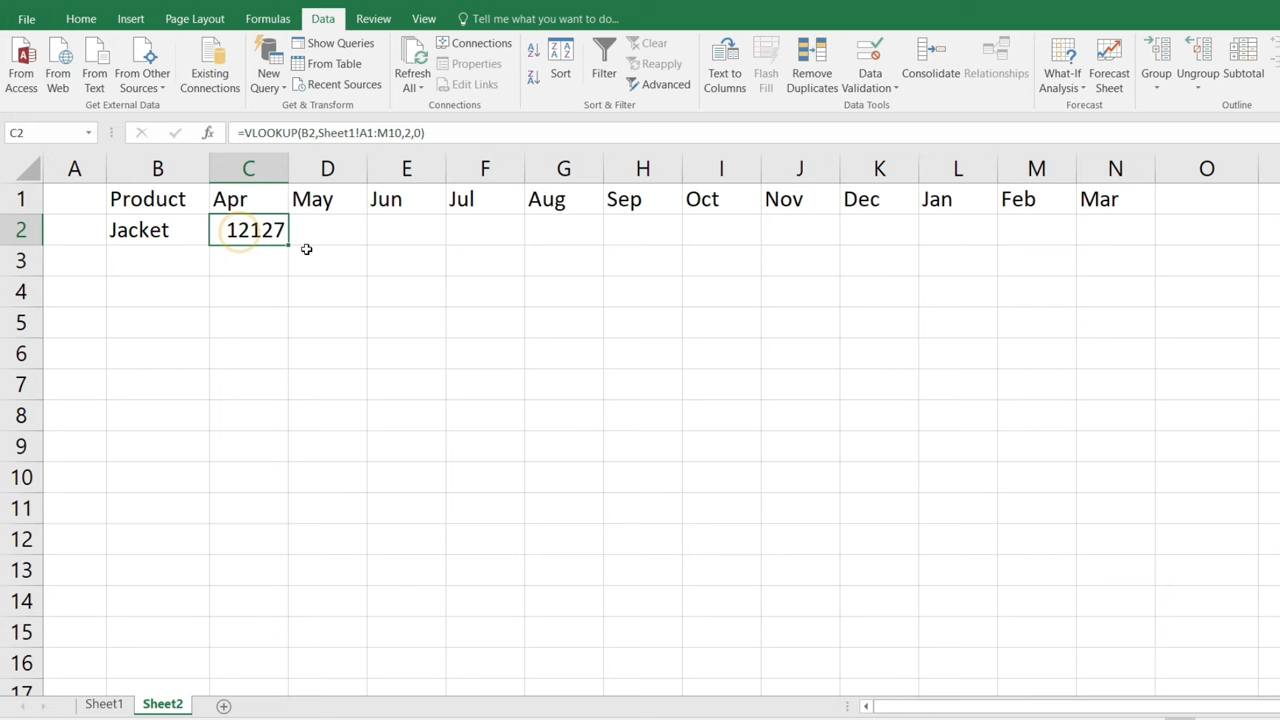 File Home Insert Page Layout Formulas Data Review View Tell me what you want to do...
From Access
From Web
From Text
From Other Sources
Existing Connections
Get External Data
New Query
Show Queries
From Table
Recent Sources
Get & Transform
Refresh All
Connections
Properties
Edit Links
Connections
Sort
Filter
Clear
Reapply
Advanced
Sort & Filter
Text to Columns
Flash Fill
Remove Duplicates
Data Validation
Consolidate
Relationships
Data Tools
What-If Analysis
Forecast Sheet
Forecast
Group
Ungroup
Subtotal
Outline
C2 fx =VLOOKUP(B2,Sheet1!A1:M10,2,0)
A B C D E F G H I J K L M N O
1 Product Apr May Jun Jul Aug Sep Oct Nov Dec Jan Feb Mar
2 Jacket 12127
3
4
5
6
7
8
9
10
11
12
13
14
15
16
17
Sheet1 Sheet2